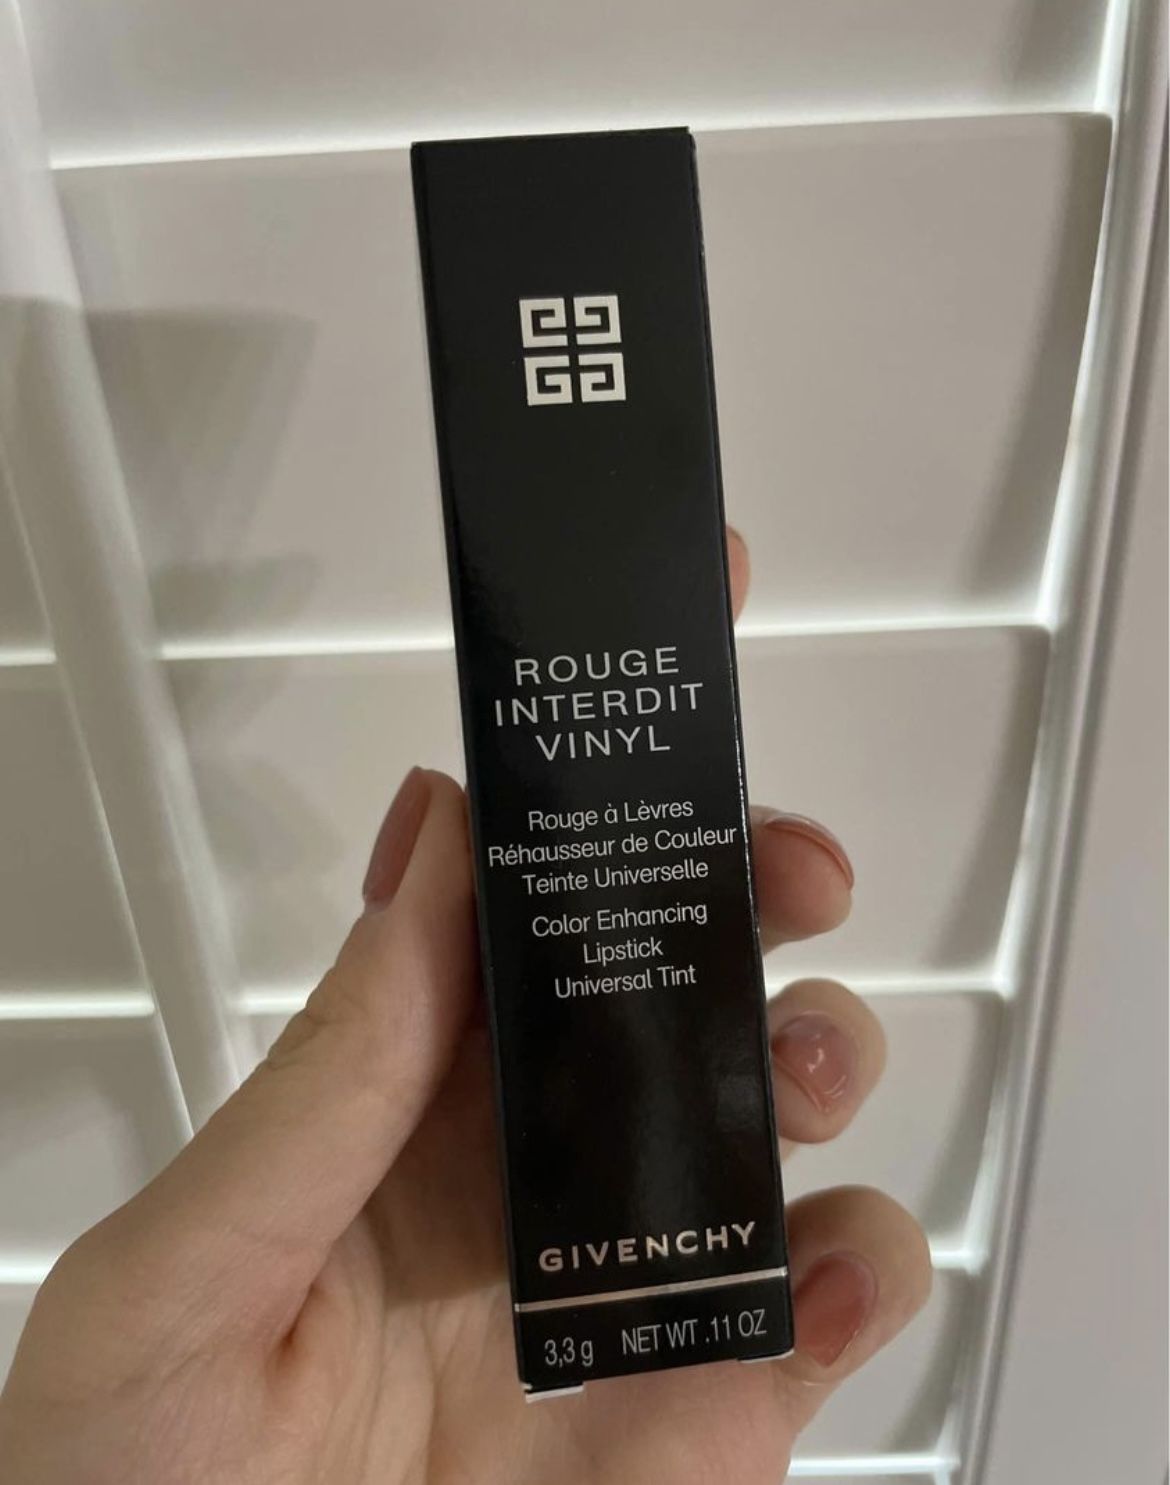 ROUGE
INTERDIT
VINYL
Rouge à Lèvres
Réhausseur de Couleur
Teinte Universelle
Color Enhancing
Lipstick
Universal Tint
GIVENCHY
3,3 g NET WT .11 OZ